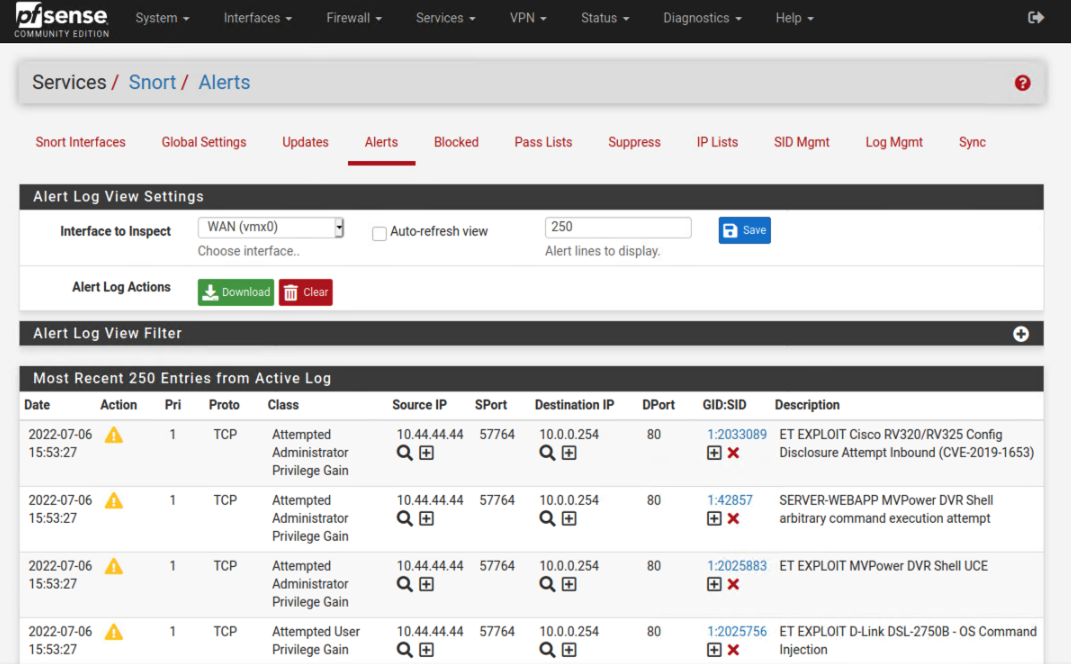 pfsense
COMMUNITY EDITION
System Interfaces Firewall Services VPN Status Diagnostics Help
Services / Snort / Alerts
Snort Interfaces Global Settings Updates Alerts Blocked Pass Lists Suppress IP Lists SID Mgmt Log Mgmt Sync
Alert Log View Settings
Interface to Inspect WAN (vmx0) Auto-refresh view 250 Save
Choose interface.. Alert lines to display.
Alert Log Actions Download Clear
Alert Log View Filter
Most Recent 250 Entries from Active Log
Date Action Pri Proto Class Source IP SPort Destination IP DPort GID:SID Description
2022-07-06 1 TCP Attempted 10.44.44.44 57764 10.0.0.254 80 1:2033089 ET EXPLOIT Cisco RV320/RV325 Config
15:53:27 Administrator Disclosure Attempt Inbound (CVE-2019-1653)
Privilege Gain
2022-07-06 1 TCP Attempted 10.44.44.44 57764 10.0.0.254 80 1:42857 SERVER-WEBAPP MVPower DVR Shell
15:53:27 Administrator arbitrary command execution attempt
Privilege Gain
2022-07-06 1 TCP Attempted 10.44.44.44 57764 10.0.0.254 80 1:2025883 ET EXPLOIT MVPower DVR Shell UCE
15:53:27 Administrator
Privilege Gain
2022-07-06 1 TCP Attempted User 10.44.44.44 57764 10.0.0.254 80 1:2025756 ET EXPLOIT D-Link DSL-2750B - OS Command
15:53:27 Privilege Gain Injection